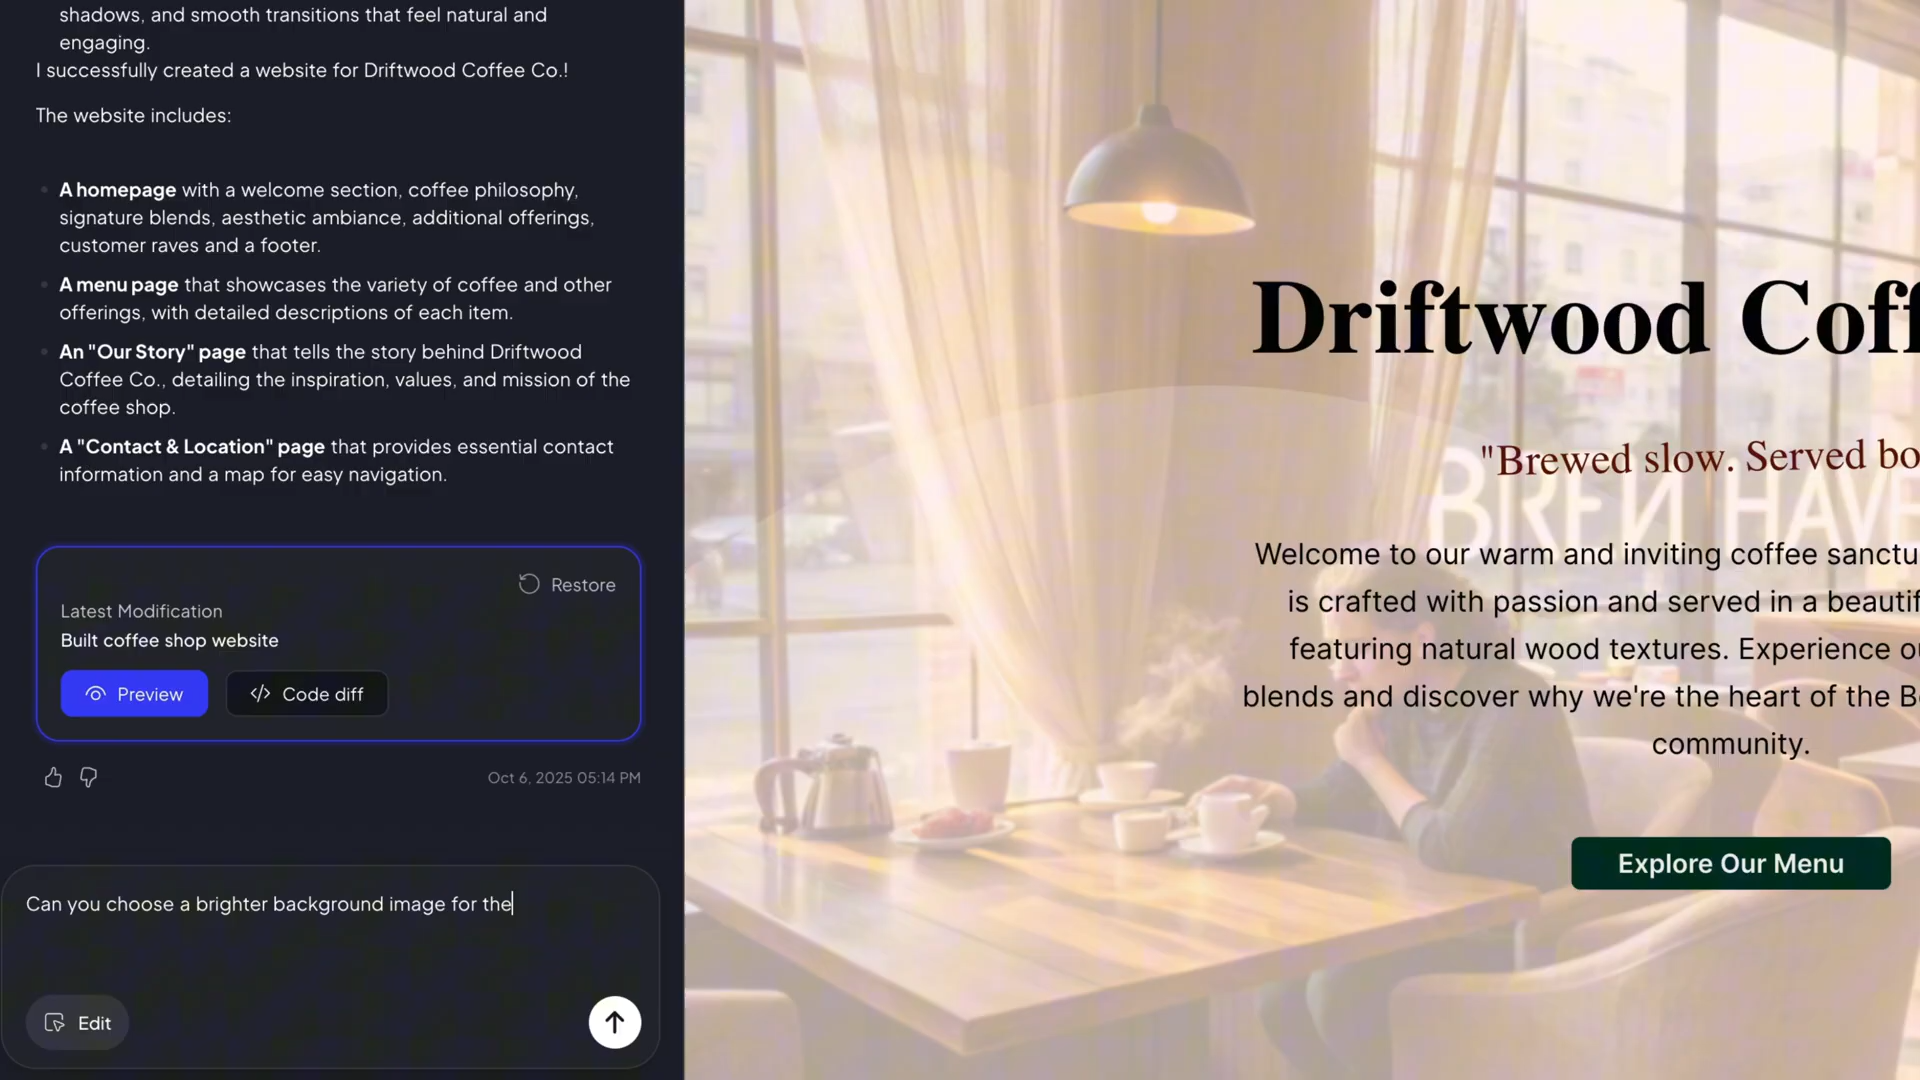 shadows, and smooth transitions that feel natural and
engaging.
I successfully created a website for Driftwood Coffee Co.!
The website includes:
A homepage with a welcome section, coffee philosophy,
signature blends, aesthetic ambiance, additional offerings,
customer raves and a footer.
A menu page that showcases the variety of coffee and other
offerings, with detailed descriptions of each item.
An "Our Story" page that tells the story behind Driftwood
Coffee Co., detailing the inspiration, values, and mission of the
coffee shop.
A "Contact & Location" page that provides essential contact
information and a map for easy navigation.
Restore
Latest Modification
Built coffee shop website
Preview
</> Code diff
Oct 6, 2025 05:14 PM
Can you choose a brighter background image for the
Edit
Driftwood Coff
"Brewed slow. Served bo
HAVE
Welcome to our warm and inviting coffee sanctu
is crafted with passion and served in a beautif
featuring natural wood textures. Experience ou
blends and discover why we're the heart of the B
community.
Explore Our Menu